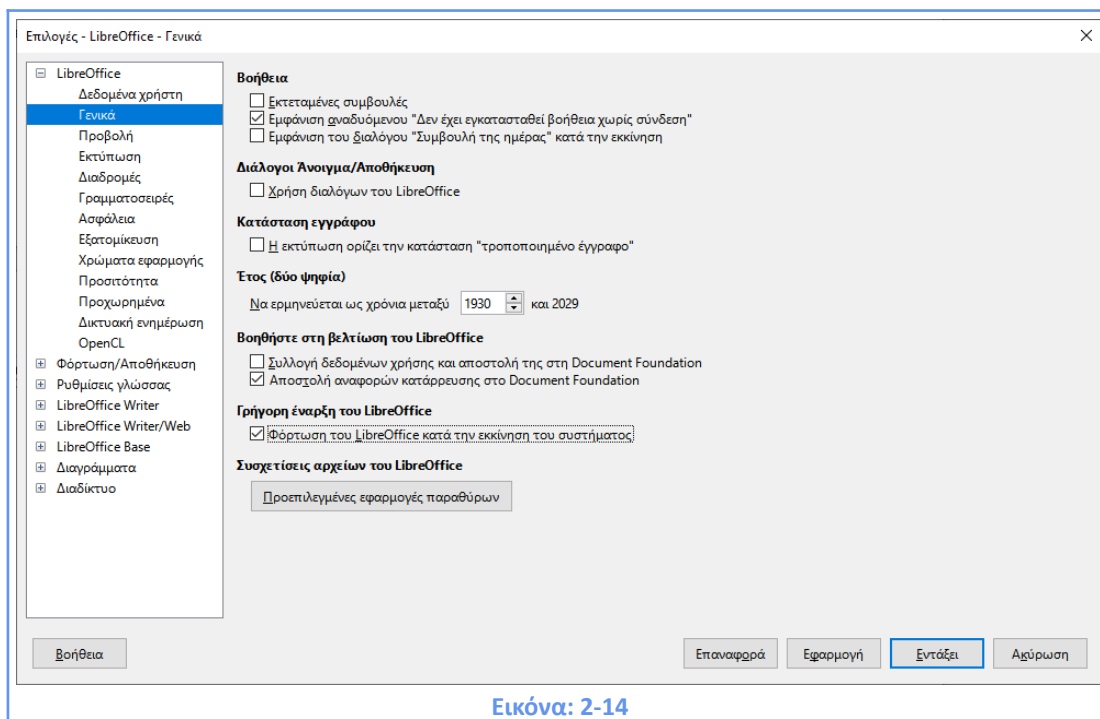 Επιλογές - LibreOffice - Γενικά
LibreOffice
Δεδομένα χρήστη
Γενικά
Προβολή
Εκτύπωση
Διαδρομές
Γραμματοσειρές
Ασφάλεια
Εξατομίκευση
Χρώματα εφαρμογής
Προσιτότητα
Προχωρημένα
Δικτυακή ενημέρωση
OpenCL
Φόρτωση/Αποθήκευση
Ρυθμίσεις γλώσσας
LibreOffice Writer
LibreOffice Writer/Web
LibreOffice Base
Διαγράμματα
Διαδίκτυο
Βοήθεια
Εκτεταμένες συμβουλές
Εμφάνιση αναδυόμενου "Δεν έχει εγκατασταθεί βοήθεια χωρίς σύνδεση"
Εμφάνιση του διαλόγου "Συμβουλή της ημέρας" κατά την εκκίνηση
Διάλογοι Άνοιγμα/Αποθήκευση
Χρήση διαλόγων του LibreOffice
Κατάσταση εγγράφου
Η εκτύπωση ορίζει την κατάσταση "τροποποιημένο έγγραφο"
Έτος (δύο ψηφία)
Να ερμηνεύεται ως χρόνια μεταξύ 1930 και 2029
Βοηθήστε στη βελτίωση του LibreOffice
Συλλογή δεδομένων χρήσης και αποστολή της στη Document Foundation
Αποστολή αναφορών κατάρρευσης στο Document Foundation
Γρήγορη έναρξη του LibreOffice
Φόρτωση του LibreOffice κατά την εκκίνηση του συστήματος
Συσχετίσεις αρχείων του LibreOffice
Προεπιλεγμένες εφαρμογές παραθύρων
Βοήθεια Επαναφορά Εφαρμογή Εντάξει Ακύρωση
Εικόνα: 2-14